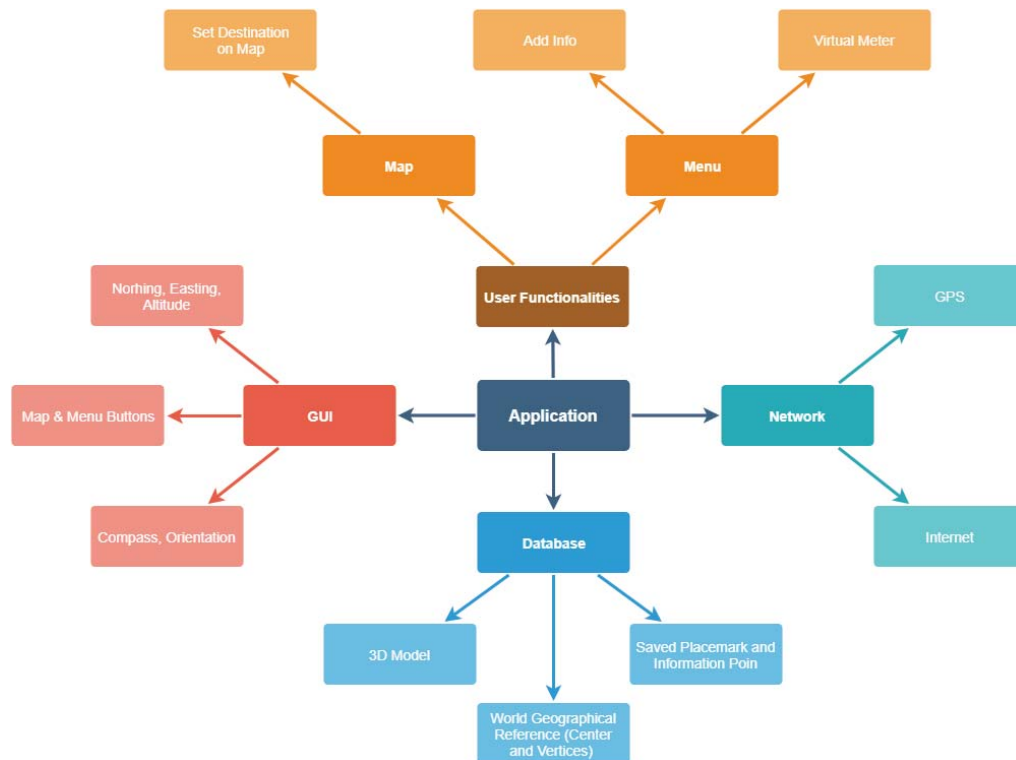 Set Destination
on Map
Add Info
Virtual Meter
Map
Menu
Norhing, Easting,
Altitude
User Functionalities
GPS
Map & Menu Buttons
GUI
Application
Network
Compass, Orientation
Database
Internet
3D Model
Saved Placemark and
Information Poin
World Geographical
Reference (Center
and Vertices)